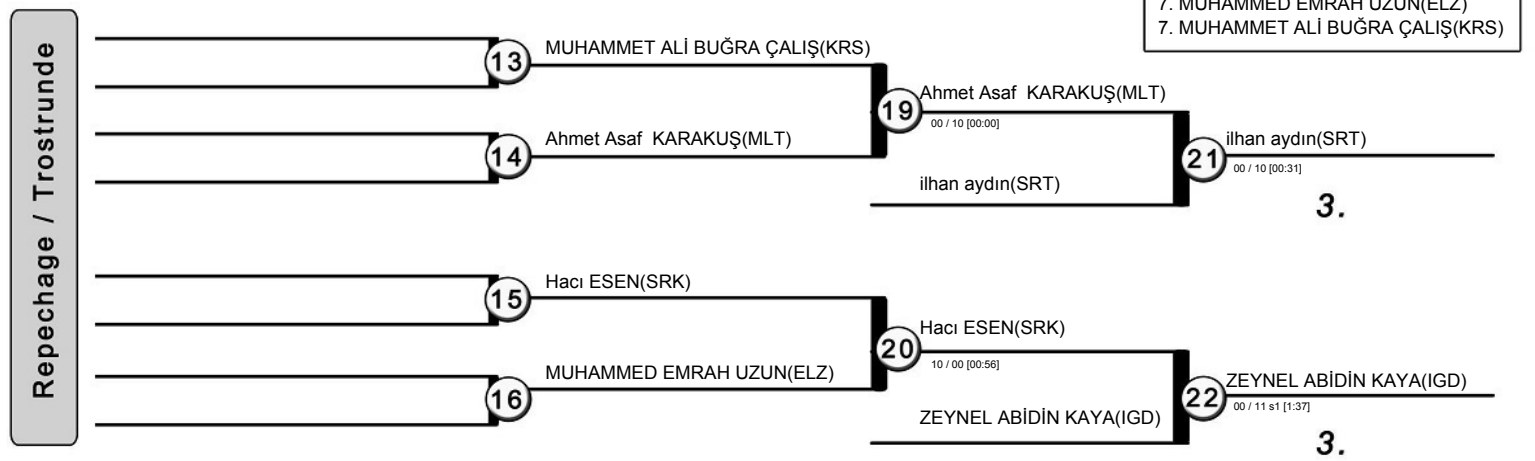 7. MUHAMMED EMRAH UZUN(ELZ)
7. MUHAMMET ALİ BUĞRA ÇALIŞ(KRS)
Repechage / Trostrunde
13
MUHAMMET ALİ BUĞRA ÇALIŞ(KRS)
14
Ahmet Asaf  KARAKUŞ(MLT)
19
Ahmet Asaf  KARAKUŞ(MLT)
00 / 10 [00:00]
ilhan aydın(SRT)
21
ilhan aydın(SRT)
00 / 10 [00:31]
3.
15
Hacı ESEN(SRK)
16
MUHAMMED EMRAH UZUN(ELZ)
20
Hacı ESEN(SRK)
10 / 00 [00:56]
ZEYNEL ABİDİN KAYA(IGD)
22
ZEYNEL ABİDİN KAYA(IGD)
00 / 11 s1 [1:37]
3.